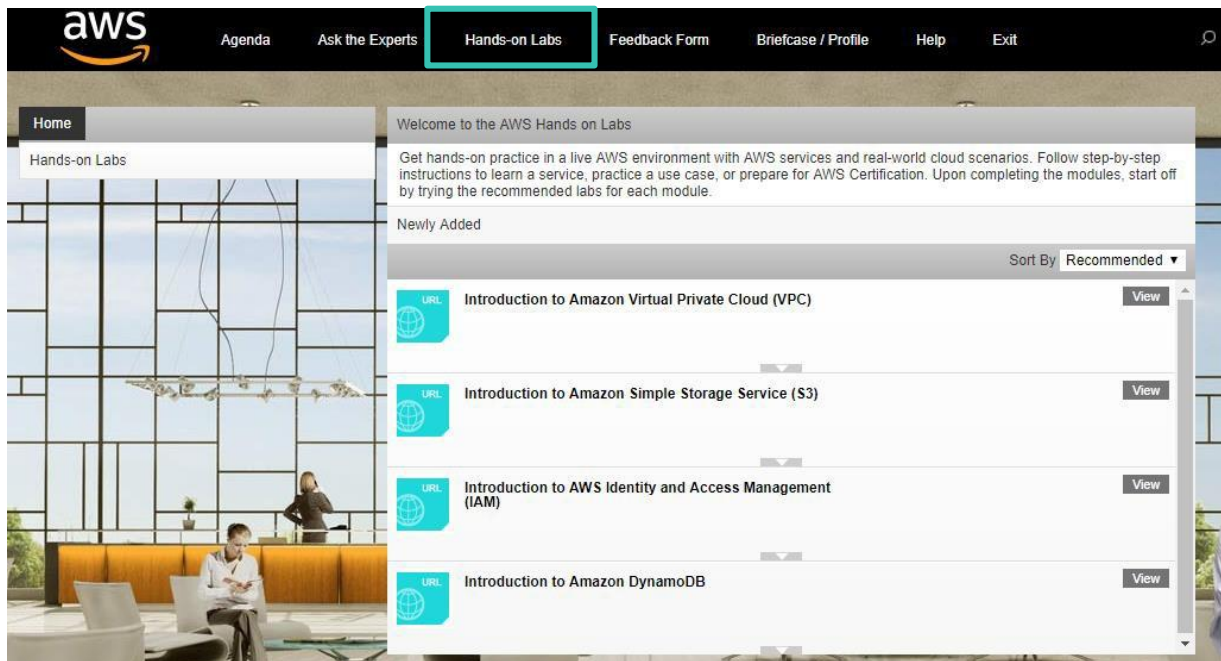 aws
Agenda
Ask the Experts
Hands-on Labs
Feedback Form
Briefcase / Profile
Help
Exit
Home
Hands-on Labs
Welcome to the AWS Hands on Labs
Get hands-on practice in a live AWS environment with AWS services and real-world cloud scenarios. Follow step-by-step
instructions to learn a service, practice a use case, or prepare for AWS Certification. Upon completing the modules, start off
by trying the recommended labs for each module.
Newly Added
Sort By Recommended
URL
Introduction to Amazon Virtual Private Cloud (VPC)
View
URL
Introduction to Amazon Simple Storage Service (S3)
View
URL
Introduction to AWS Identity and Access Management
(IAM)
View
URL
Introduction to Amazon DynamoDB
View